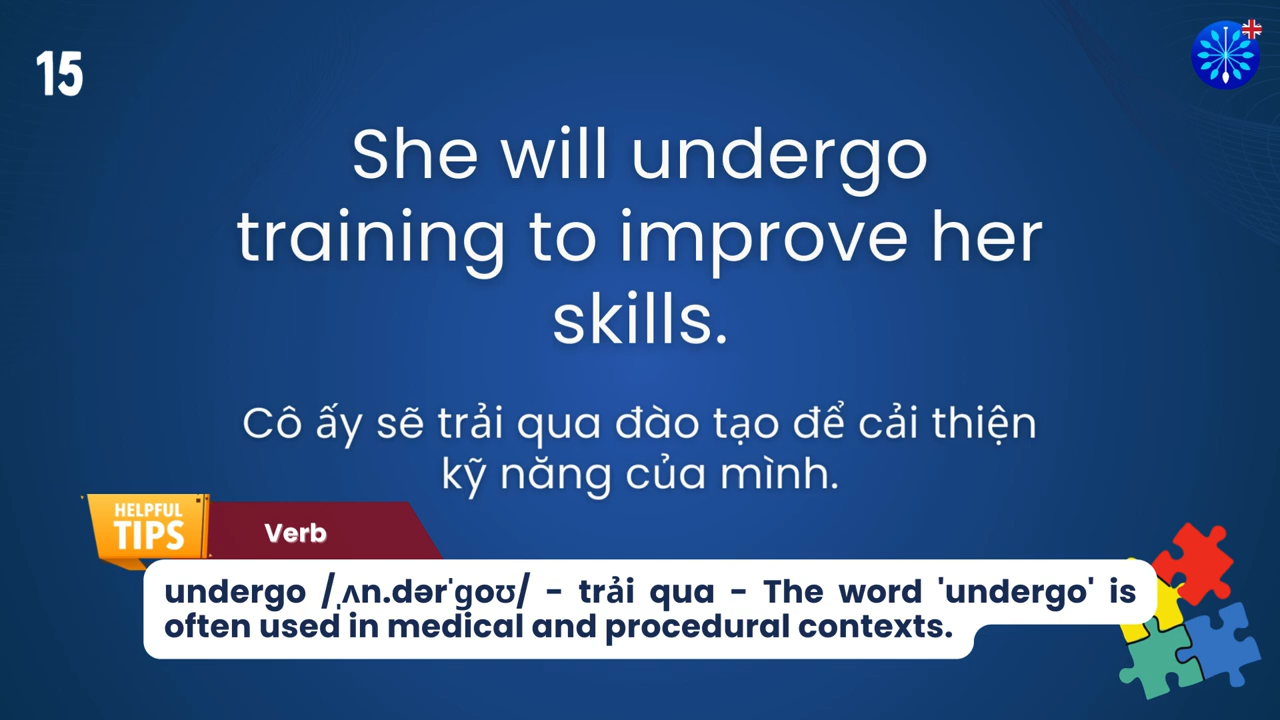 15
She will undergo
training to improve her
skills.
Cô ấy sẽ trải qua đào tạo để cải thiện
kỹ năng của mình.
HELPFUL
TIPS
Verb
undergo /ˌʌn.dərˈɡoʊ/ - trải qua - The word 'undergo' is
often used in medical and procedural contexts.